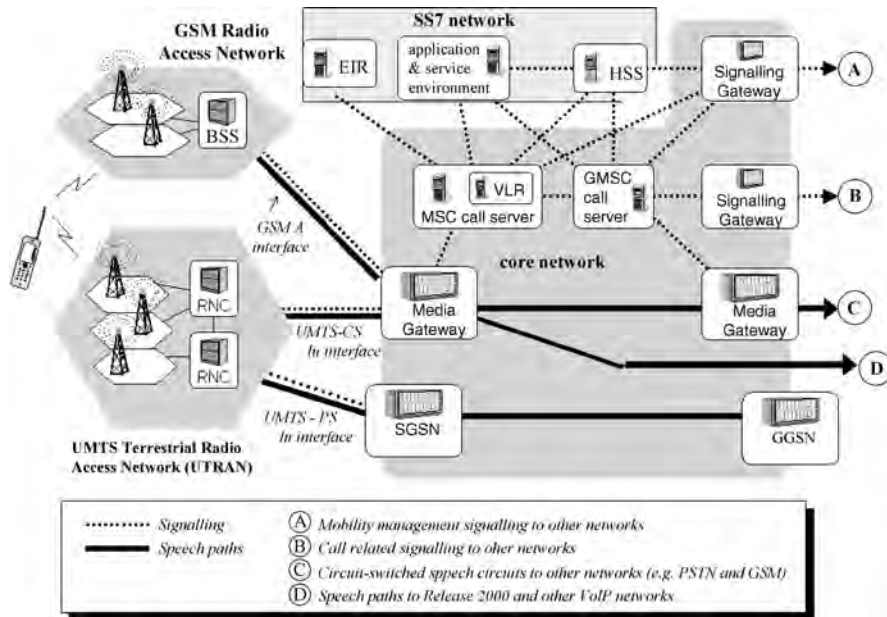 GSM Radio
Access Network
SS7 network
EIR
application
& service
environment
HSS
Signalling
Gateway
A
BSS
VLR
MSC call server
GMSC
call
server
Signalling
Gateway
B
GSM A
interface
core network
RNC
Media
Gateway
Media
Gateway
C
UMTS-CS
Iu interface
D
RNC
UMTS - PS
Iu interface
SGSN
GGSN
UMTS Terrestrial Radio
Access Network (UTRAN)
Signalling
Speech paths
A Mobility management signalling to other networks
B Call related signalling to oher networks
C Circuit-switched sppech circuits to other networks (e.g. PSTN and GSM)
D Speech paths to Release 2000 and other VoIP networks